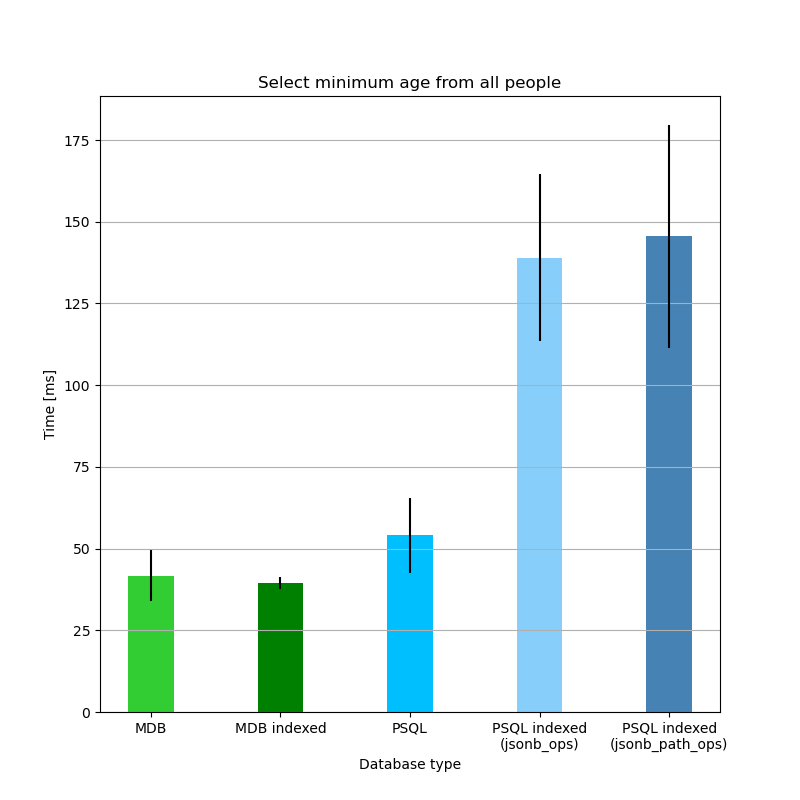 Select minimum age from all people
175
150
125
100
75
50
25
0
Time [ms]
MDB
MDB indexed
PSQL
PSQL indexed
(jsonb_ops)
PSQL indexed
(jsonb_path_ops)
Database type